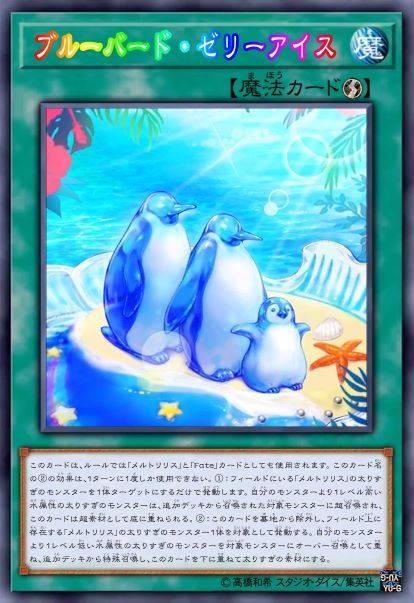 ブルーバード・ゼリーアイス
魔
【魔法カード】
このカードは、ルールでは「メルトリリス」と「Fate」カードとしても使用されます。このカード名
の②の効果は、1ターンに1度しか使用できない。①:フィールドにいる「メルトリリス」の太りす
ぎのモンスターを1体ターゲットにするだけで発動します。自分のモンスターより1レベル高い
水属性の太りすぎのモンスターは、追加デッキから召喚された対象モンスターに超召喚され、
このカードは超素材として底に重ねられる。②:このカードを墓地から除外し、フィールド上に
存在する「メルトリリス」の太りすぎのモンスター1体を対象として発動する。自分のモンスタ
ーより1レベル低い水属性の太りすぎのモンスターを対象モンスターにオーバー召喚として重
ね、追加デッキから特殊召喚し、このカードを下に重ねて太りすぎの素材にする。
©高橋和希 スタジオ・ダイス/集英社